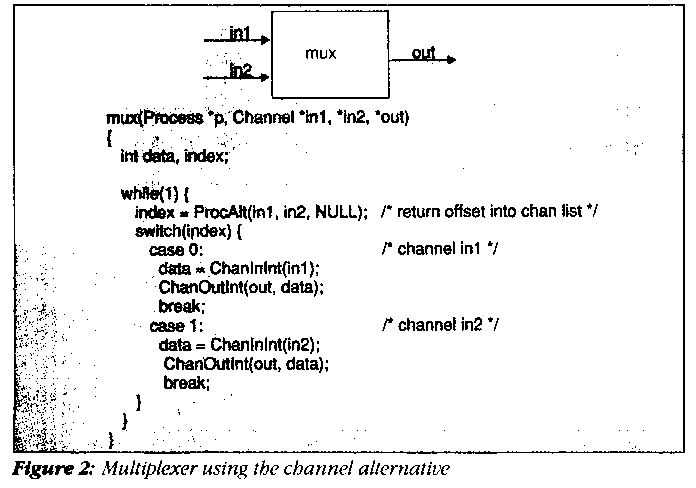 in1
mux
out
in2
mux(Process *p, Channel *in1, *in2, *out)
{
int data, index;
while(1) {
index = ProcAlt(in1, in2, NULL); /* return offset into chan list */
switch(index) {
case 0: /* channel in1 */
data = ChanInInt(in1);
ChanOutInt(out, data);
break;
case 1: /* channel in2 */
data = ChanInInt(in2);
ChanOutInt(out, data);
break;
}
}
}
Figure 2: Multiplexer using the channel alternative